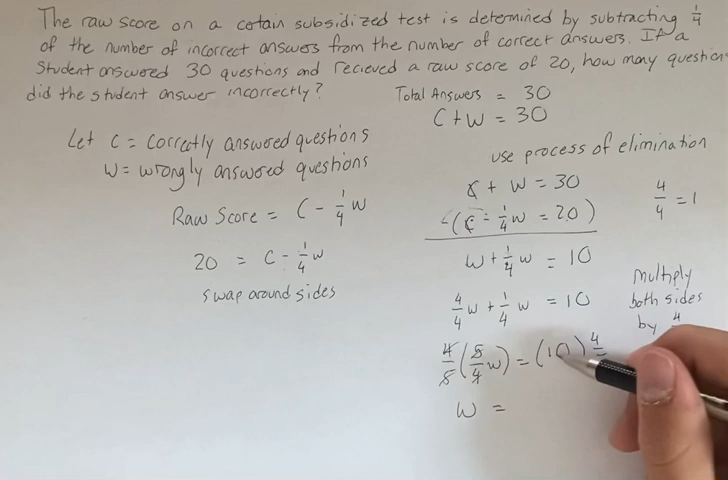 The raw score on a certain subsidized test is determined by subtracting 1/4
of the number of incorrect answers from the number of correct answers. If a
student answered 30 questions and recieved a raw score of 20, how many question
did the student answer incorrectly?
Total Answers = 30
C + W = 30
Let C = Correctly answered questions
W = wrongly answered questions
Raw Score = C - 1/4 W
20 = C - 1/4 W
swap around sides
use process of elimination
C + W = 30
-(C - 1/4 W = 20)
W + 1/4 W = 10
4/4 W + 1/4 W = 10
4/5 (5/4 W) = (10) 4
W =
4/4 = 1
Multiply
both sides
by 4